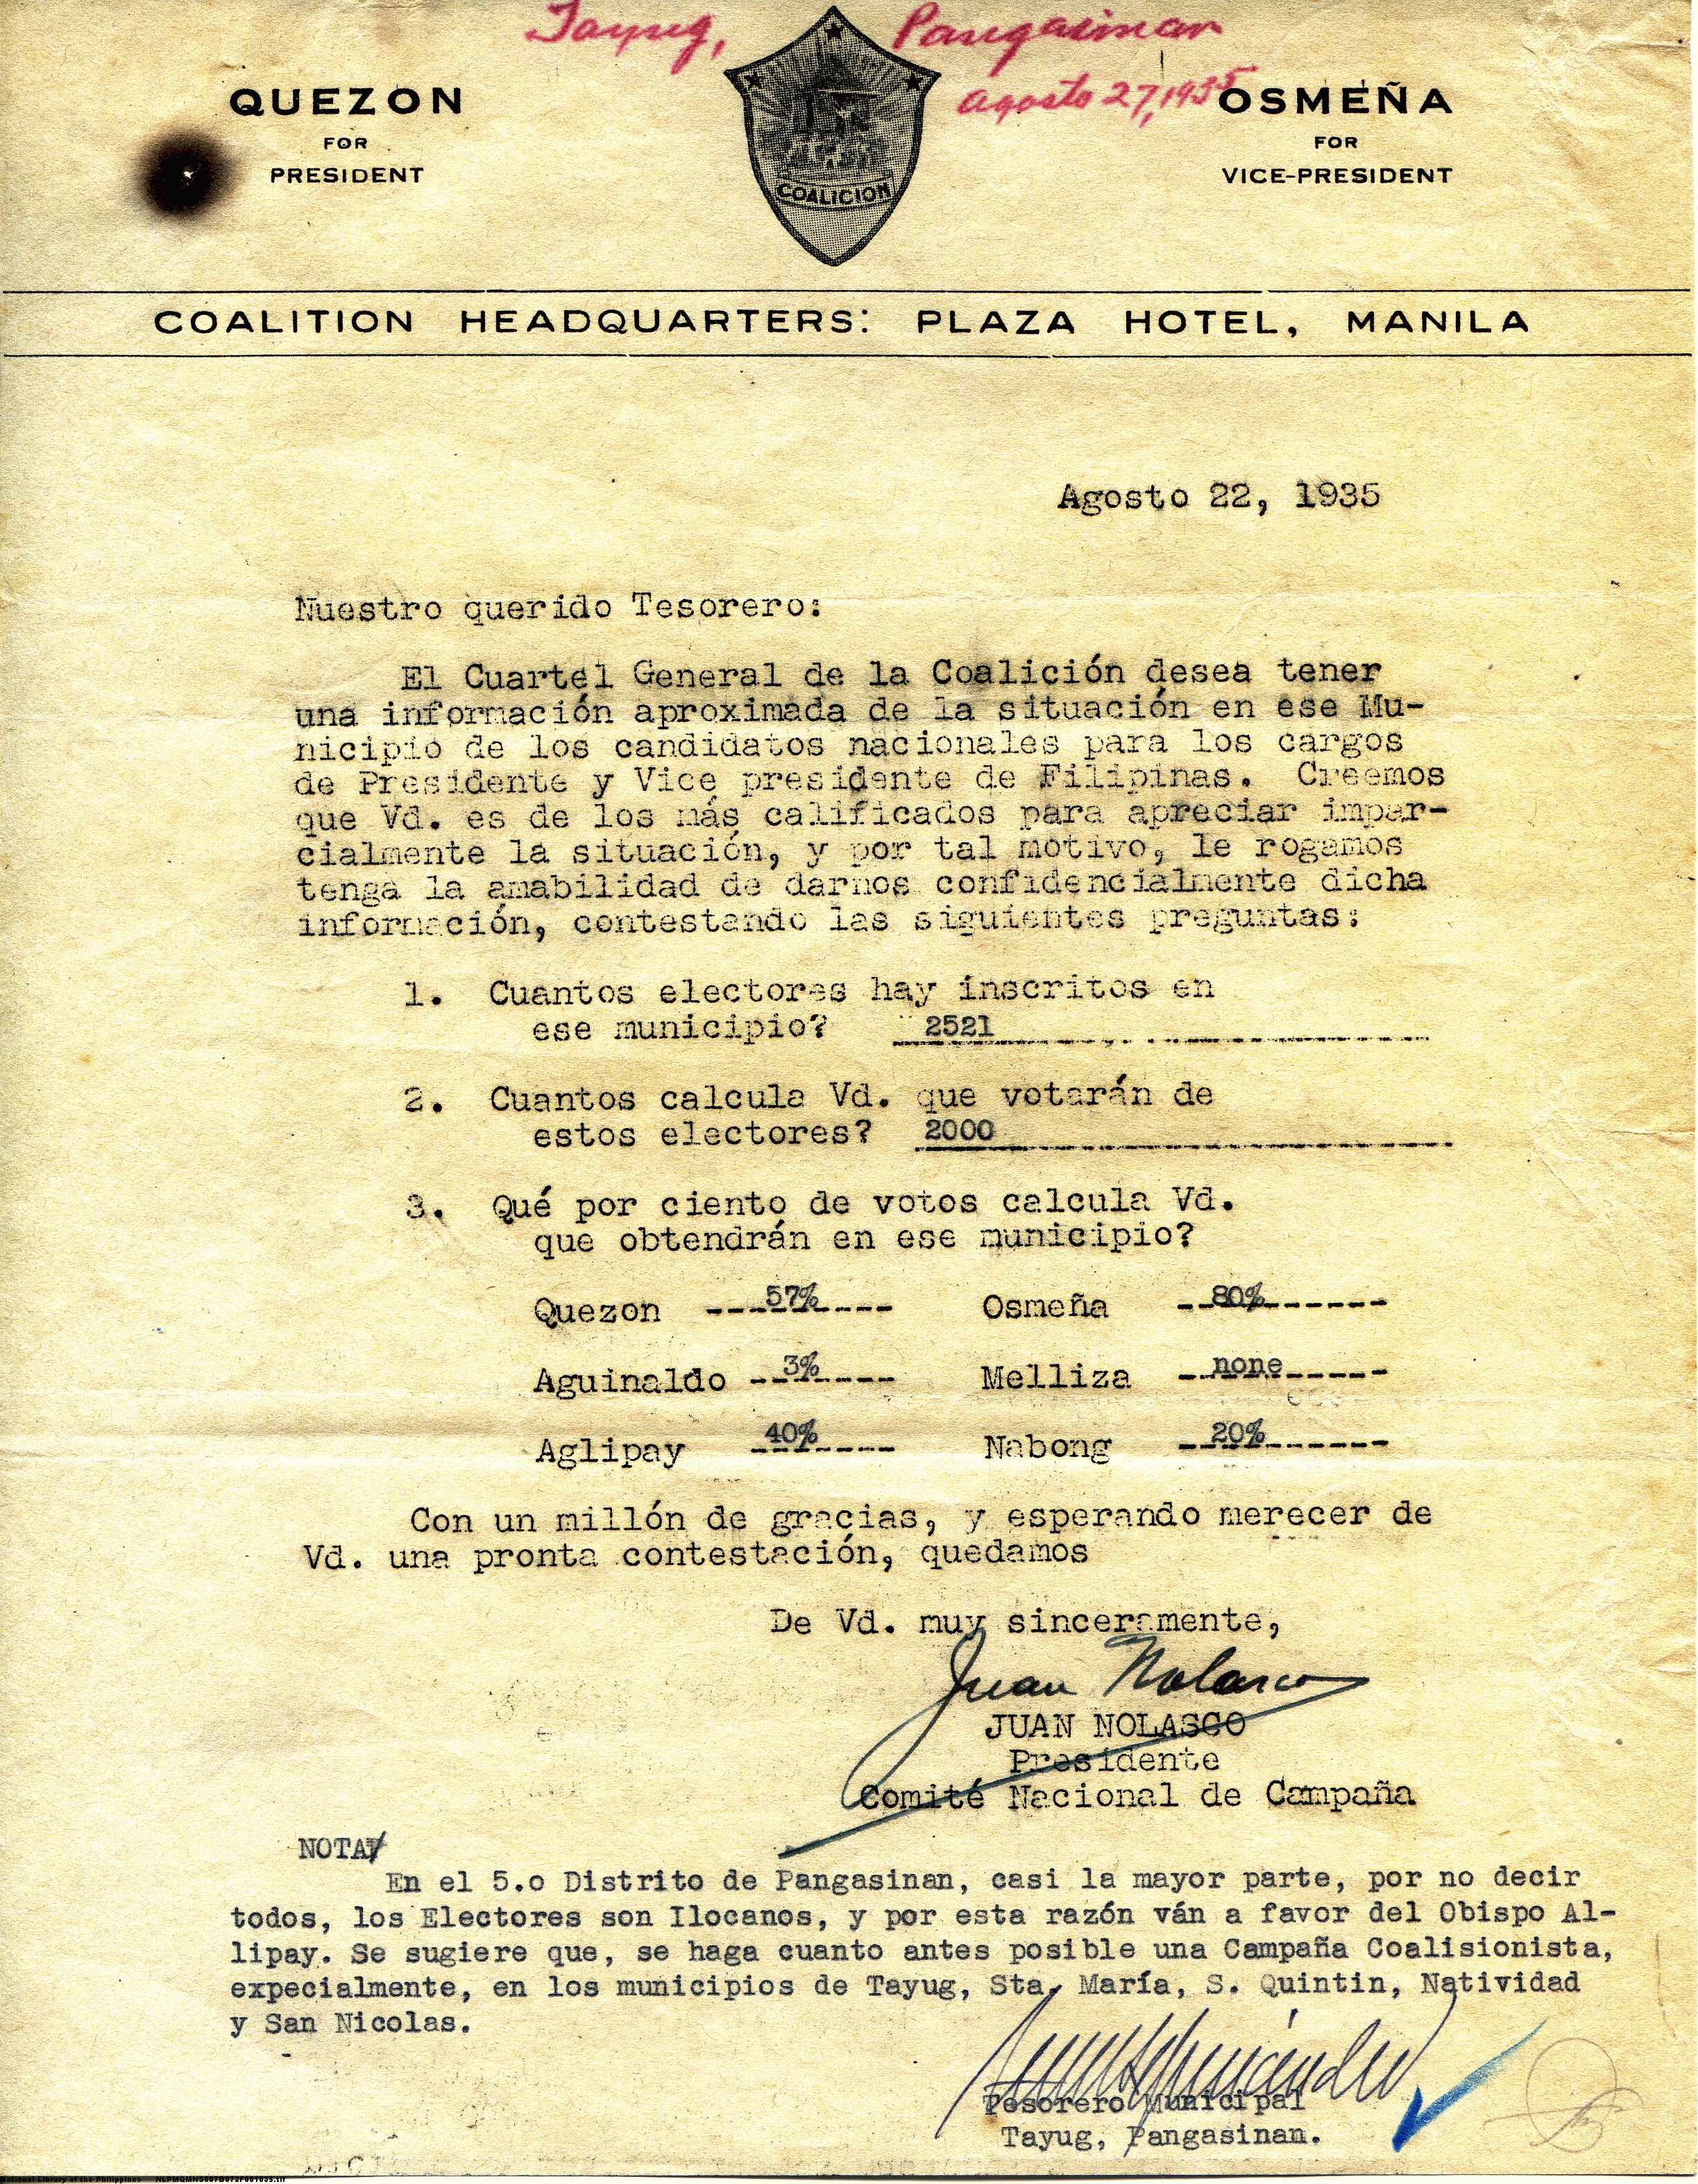 Tayug, Pangasinan
Agosto 27, 1935
QUEZON
FOR
PRESIDENT
COALICION
OSMEÑA
FOR
VICE-PRESIDENT
COALITION HEADQUARTERS: PLAZA HOTEL, MANILA
Agosto 22, 1935
Nuestro querido Tesorero:
El Cuartel General de la Coalición desea tener
una información aproximada de la situación en ese Mu-
nicipio de los candidatos nacionales para los cargos
de Presidente y Vice presidente de Filipinas. Creemos
que Vd. es de los más calificados para apreciar impar-
cialmente la situación, y por tal motivo, le rogamos
tenga la amabilidad de darnos confidencialmente dicha
información, contestando las siguientes preguntas:
1. Cuantos electores hay inscritos en
ese municipio? 2521
2. Cuantos calcula Vd. que votarán de
estos electores? 2000
3. Qué por ciento de votos calcula Vd.
que obtendrán en ese municipio?
Quezon 57% Osmeña 80%
Aguinaldo 3% Melliza none
Aglipay 40% Nabong 20%
Con un millón de gracias, y esperando merecer de
Vd. una pronta contestación, quedamos
De Vd. muy sinceramente,
Juan Nolasco
JUAN NOLASCO
Presidente
Comité Nacional de Campaña
NOTA/
En el 5.o Distrito de Pangasinan, casi la mayor parte, por no decir
todos, los Electores son Ilocanos, y por esta razón ván a favor del Obispo Al-
lipay. Se sugiere que, se haga cuanto antes posible una Campaña Coalisionista,
expecialmente, en los municipios de Tayug, Sta, María, S. Quintin, Natividad
y San Nicolas.
Tesorero Municipal
Tayug, Pangasinan.
National Library of the Philippines